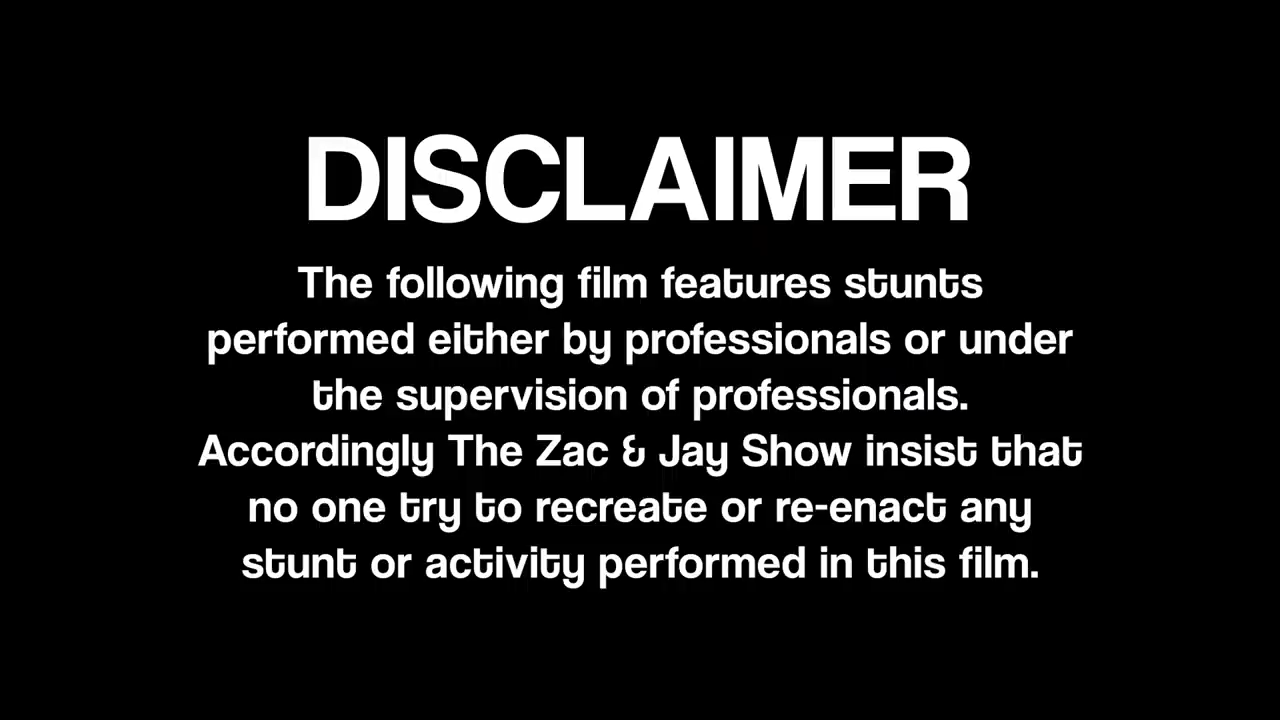 DISCLAIMER
The following film features stunts
performed either by professionals or under
the supervision of professionals.
Accordingly The Zac & Jay Show insist that
no one try to recreate or re-enact any
stunt or activity performed in this film.